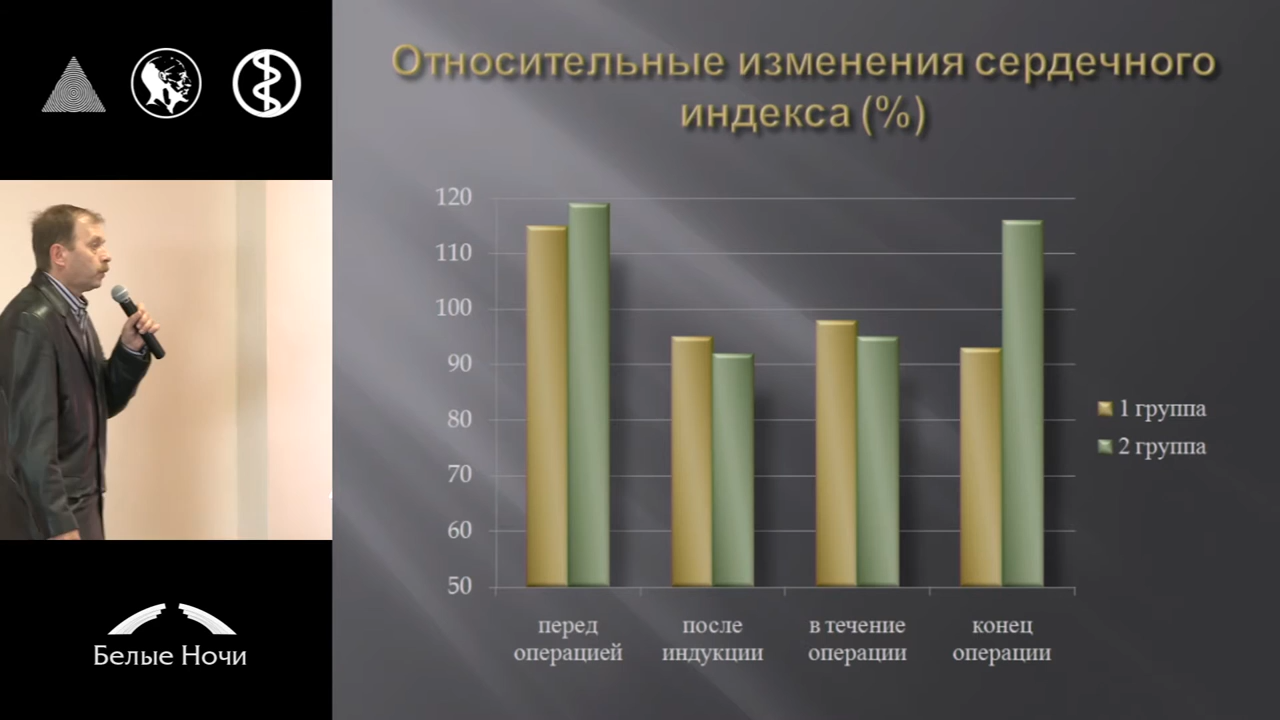 Относительные изменения сердечного
индекса (%)
120
110
100
90
80
70
60
50
перед
операцией
после
индукции
в течение
операции
конец
операции
1 группа
2 группа
Белые Ночи